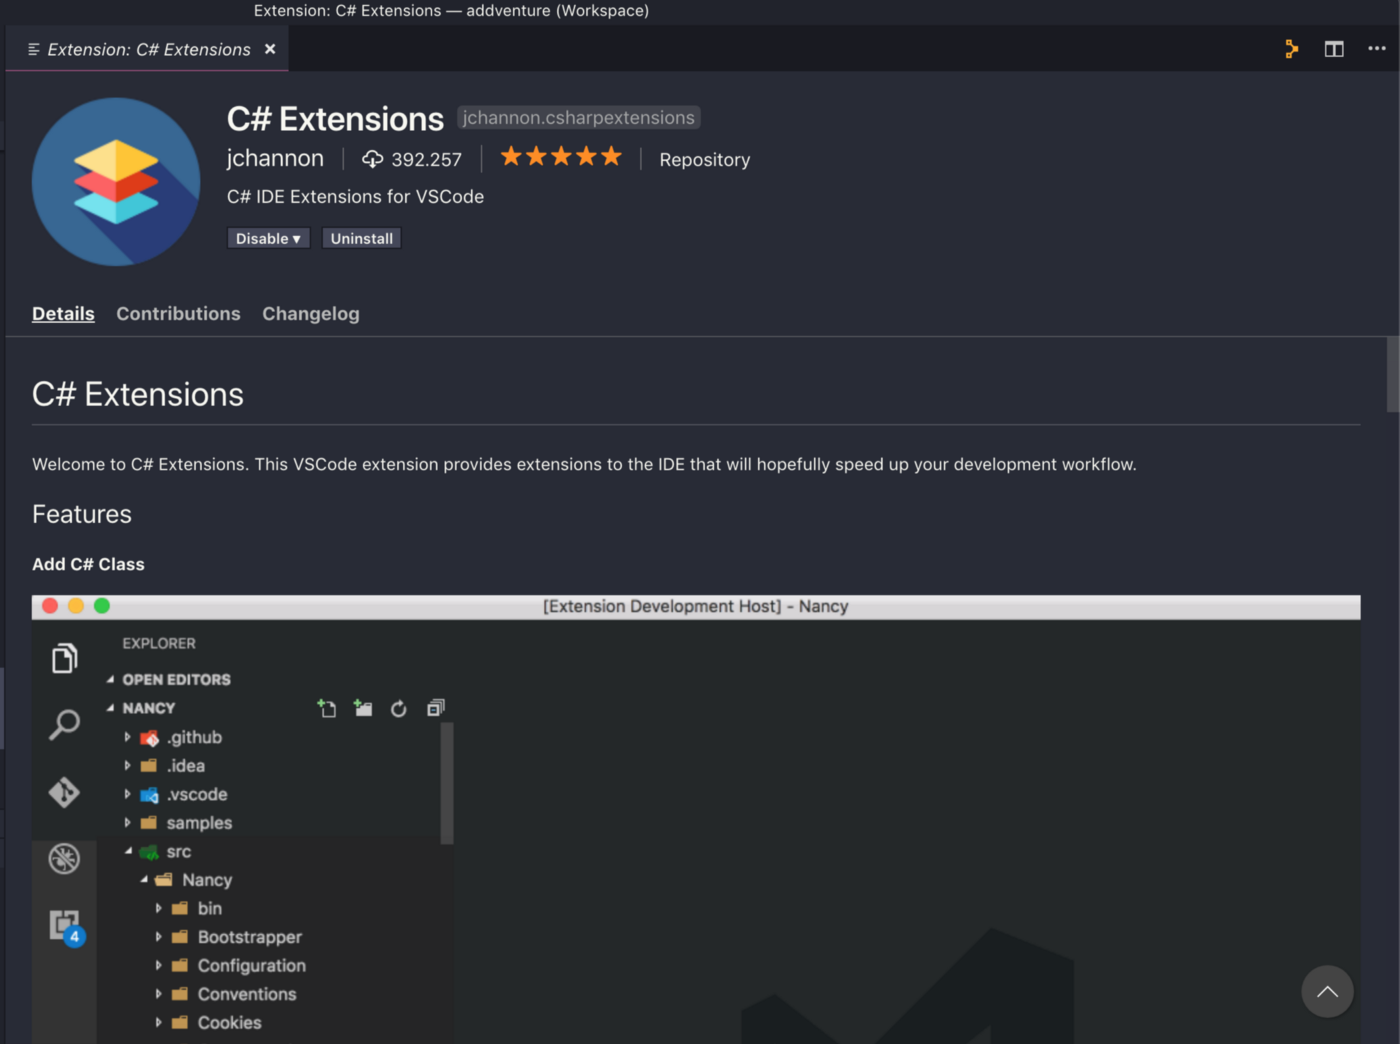 Extension: C# Extensions — addventure (Workspace)
Extension: C# Extensions
C# Extensions jchannon.csharpextensions
jchannon 392.257 Repository
C# IDE Extensions for VSCode
Disable Uninstall
Details Contributions Changelog
C# Extensions
Welcome to C# Extensions. This VSCode extension provides extensions to the IDE that will hopefully speed up your development workflow.
Features
Add C# Class
[Extension Development Host] - Nancy
EXPLORER
OPEN EDITORS
NANCY
.github
.idea
.vscode
samples
src
Nancy
bin
4
Bootstrapper
Configuration
Conventions
Cookies